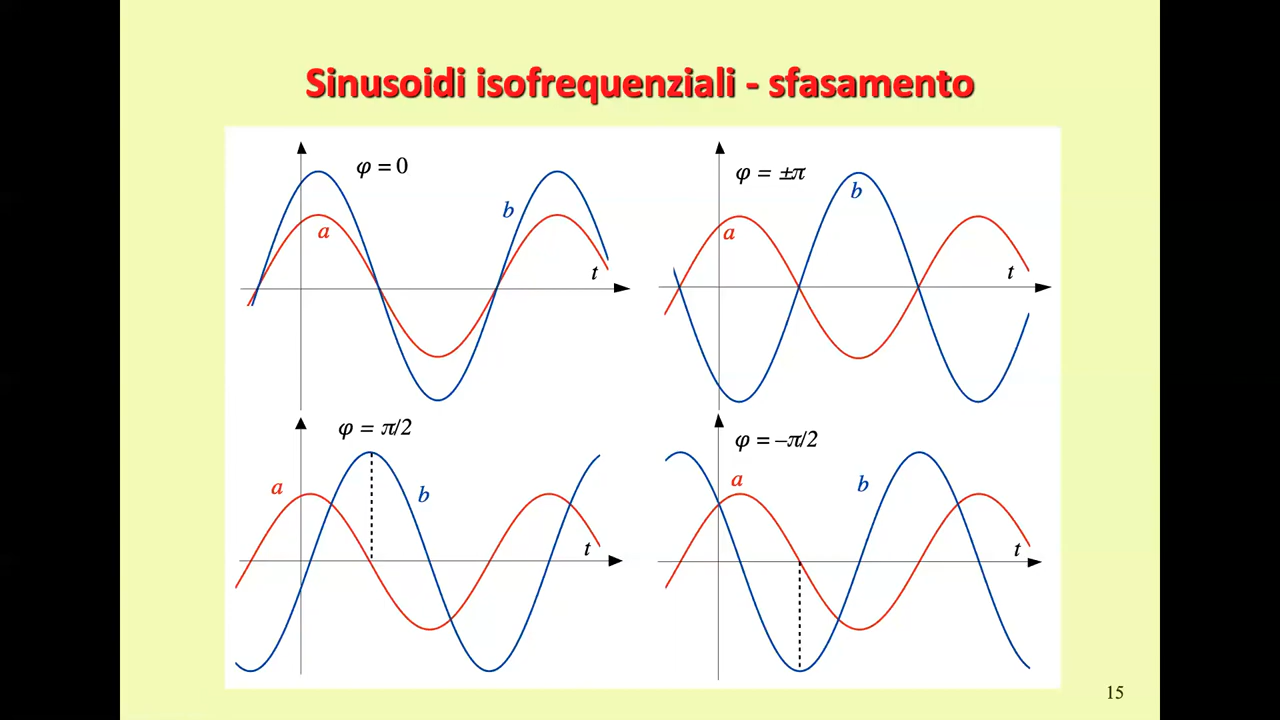 Sinusoidi isofrequenziali - sfasamento
φ = 0
a
b
t
φ = ±π
a
b
t
φ = π/2
a
b
t
φ = –π/2
a
b
t
15